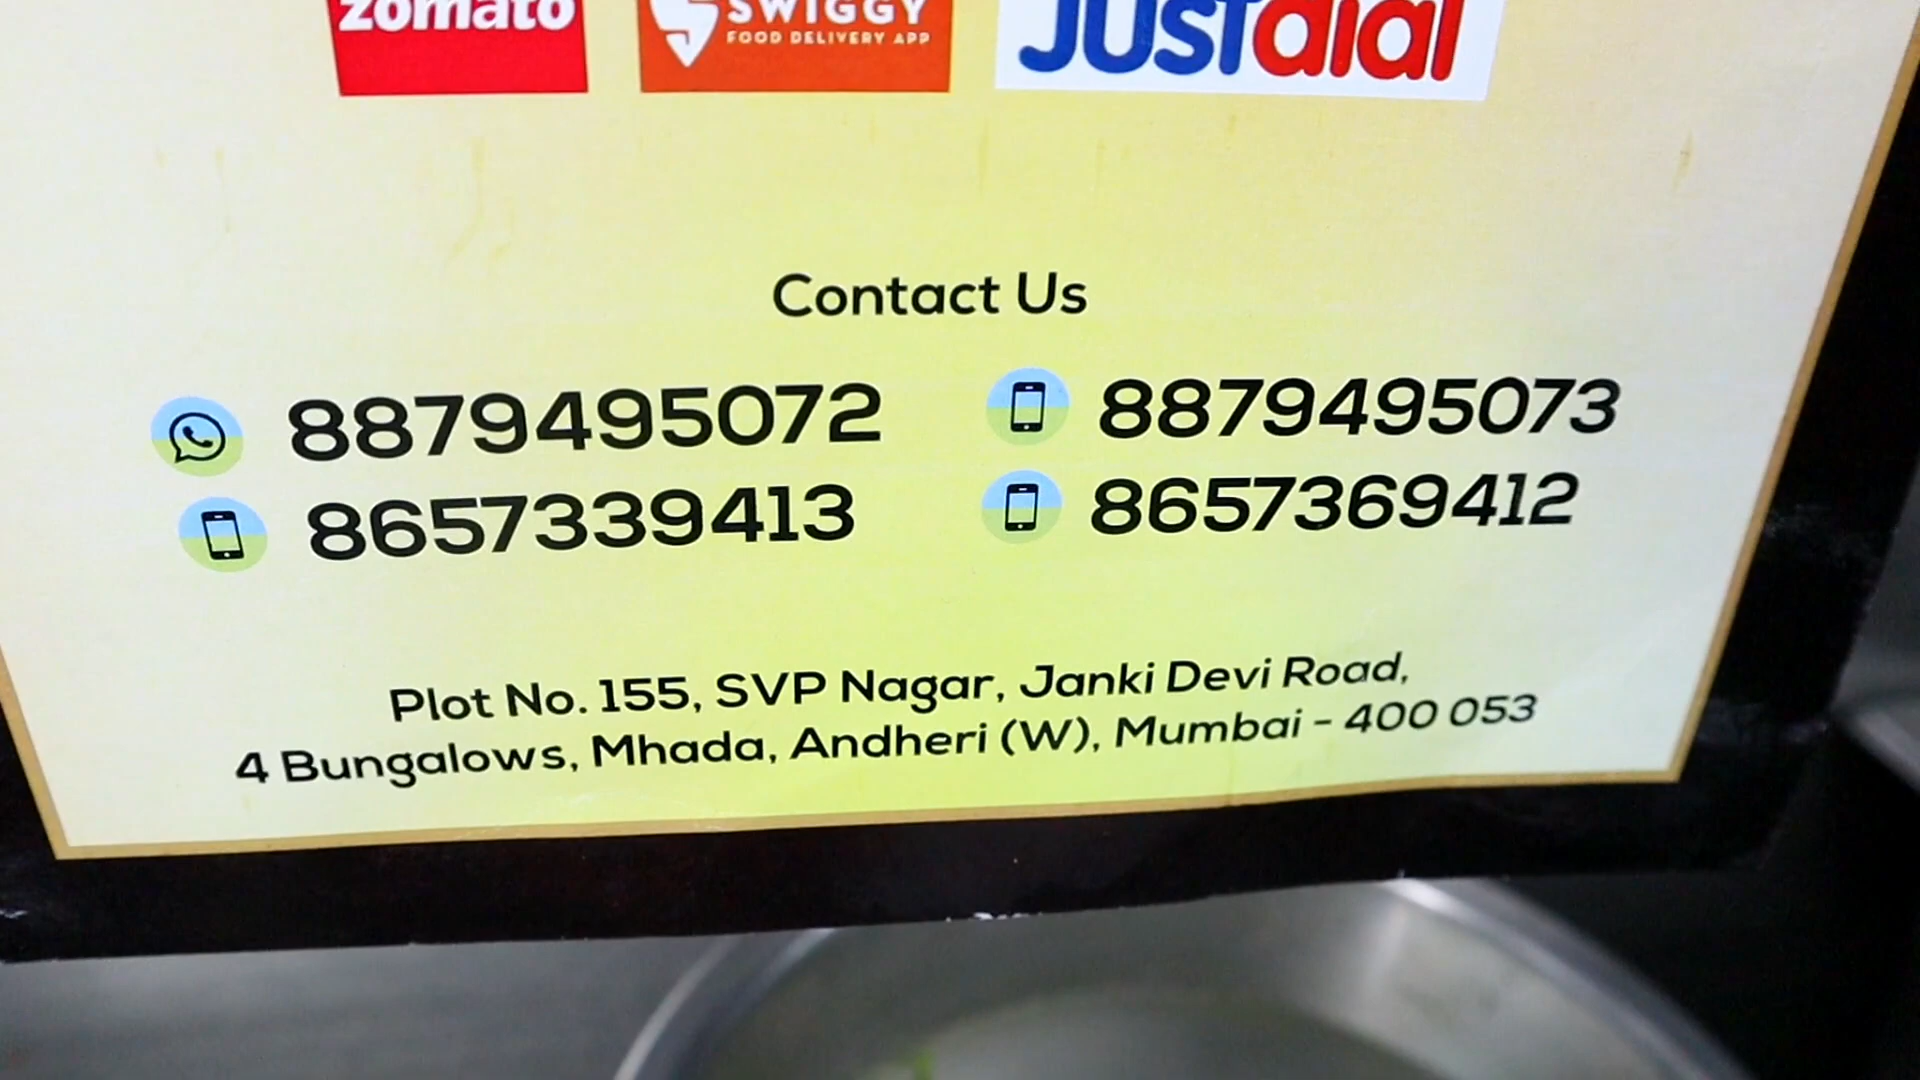 zomato
SWIGGY
FOOD DELIVERY APP
Justdial
Contact Us
8879495072
8879495073
8657339413
8657369412
Plot No. 155, SVP Nagar, Janki Devi Road,
4 Bungalows, Mhada, Andheri (W), Mumbai - 400 053